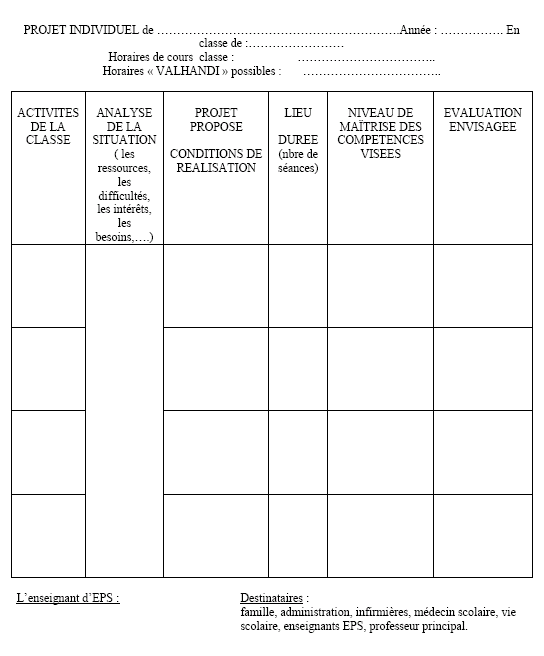 PROJET INDIVIDUEL de ……………………………………………………Année : ……………. En
classe de :……………………
Horaires de cours classe : ……………………………..
Horaires « VALHANDI » possibles : ……………………………..
ACTIVITES
DE LA
CLASSE
ANALYSE
DE LA
SITUATION
( les
ressources,
les
difficultés,
les intérêts,
les
besoins,….)
PROJET
PROPOSE
CONDITIONS DE
REALISATION
LIEU
DUREE
(nbre de
séances)
NIVEAU DE
MAÎTRISE DES
COMPETENCES
VISEES
EVALUATION
ENVISAGEE
L’enseignant d’EPS :
Destinataires :
famille, administration, infirmières, médecin scolaire, vie
scolaire, enseignants EPS, professeur principal.